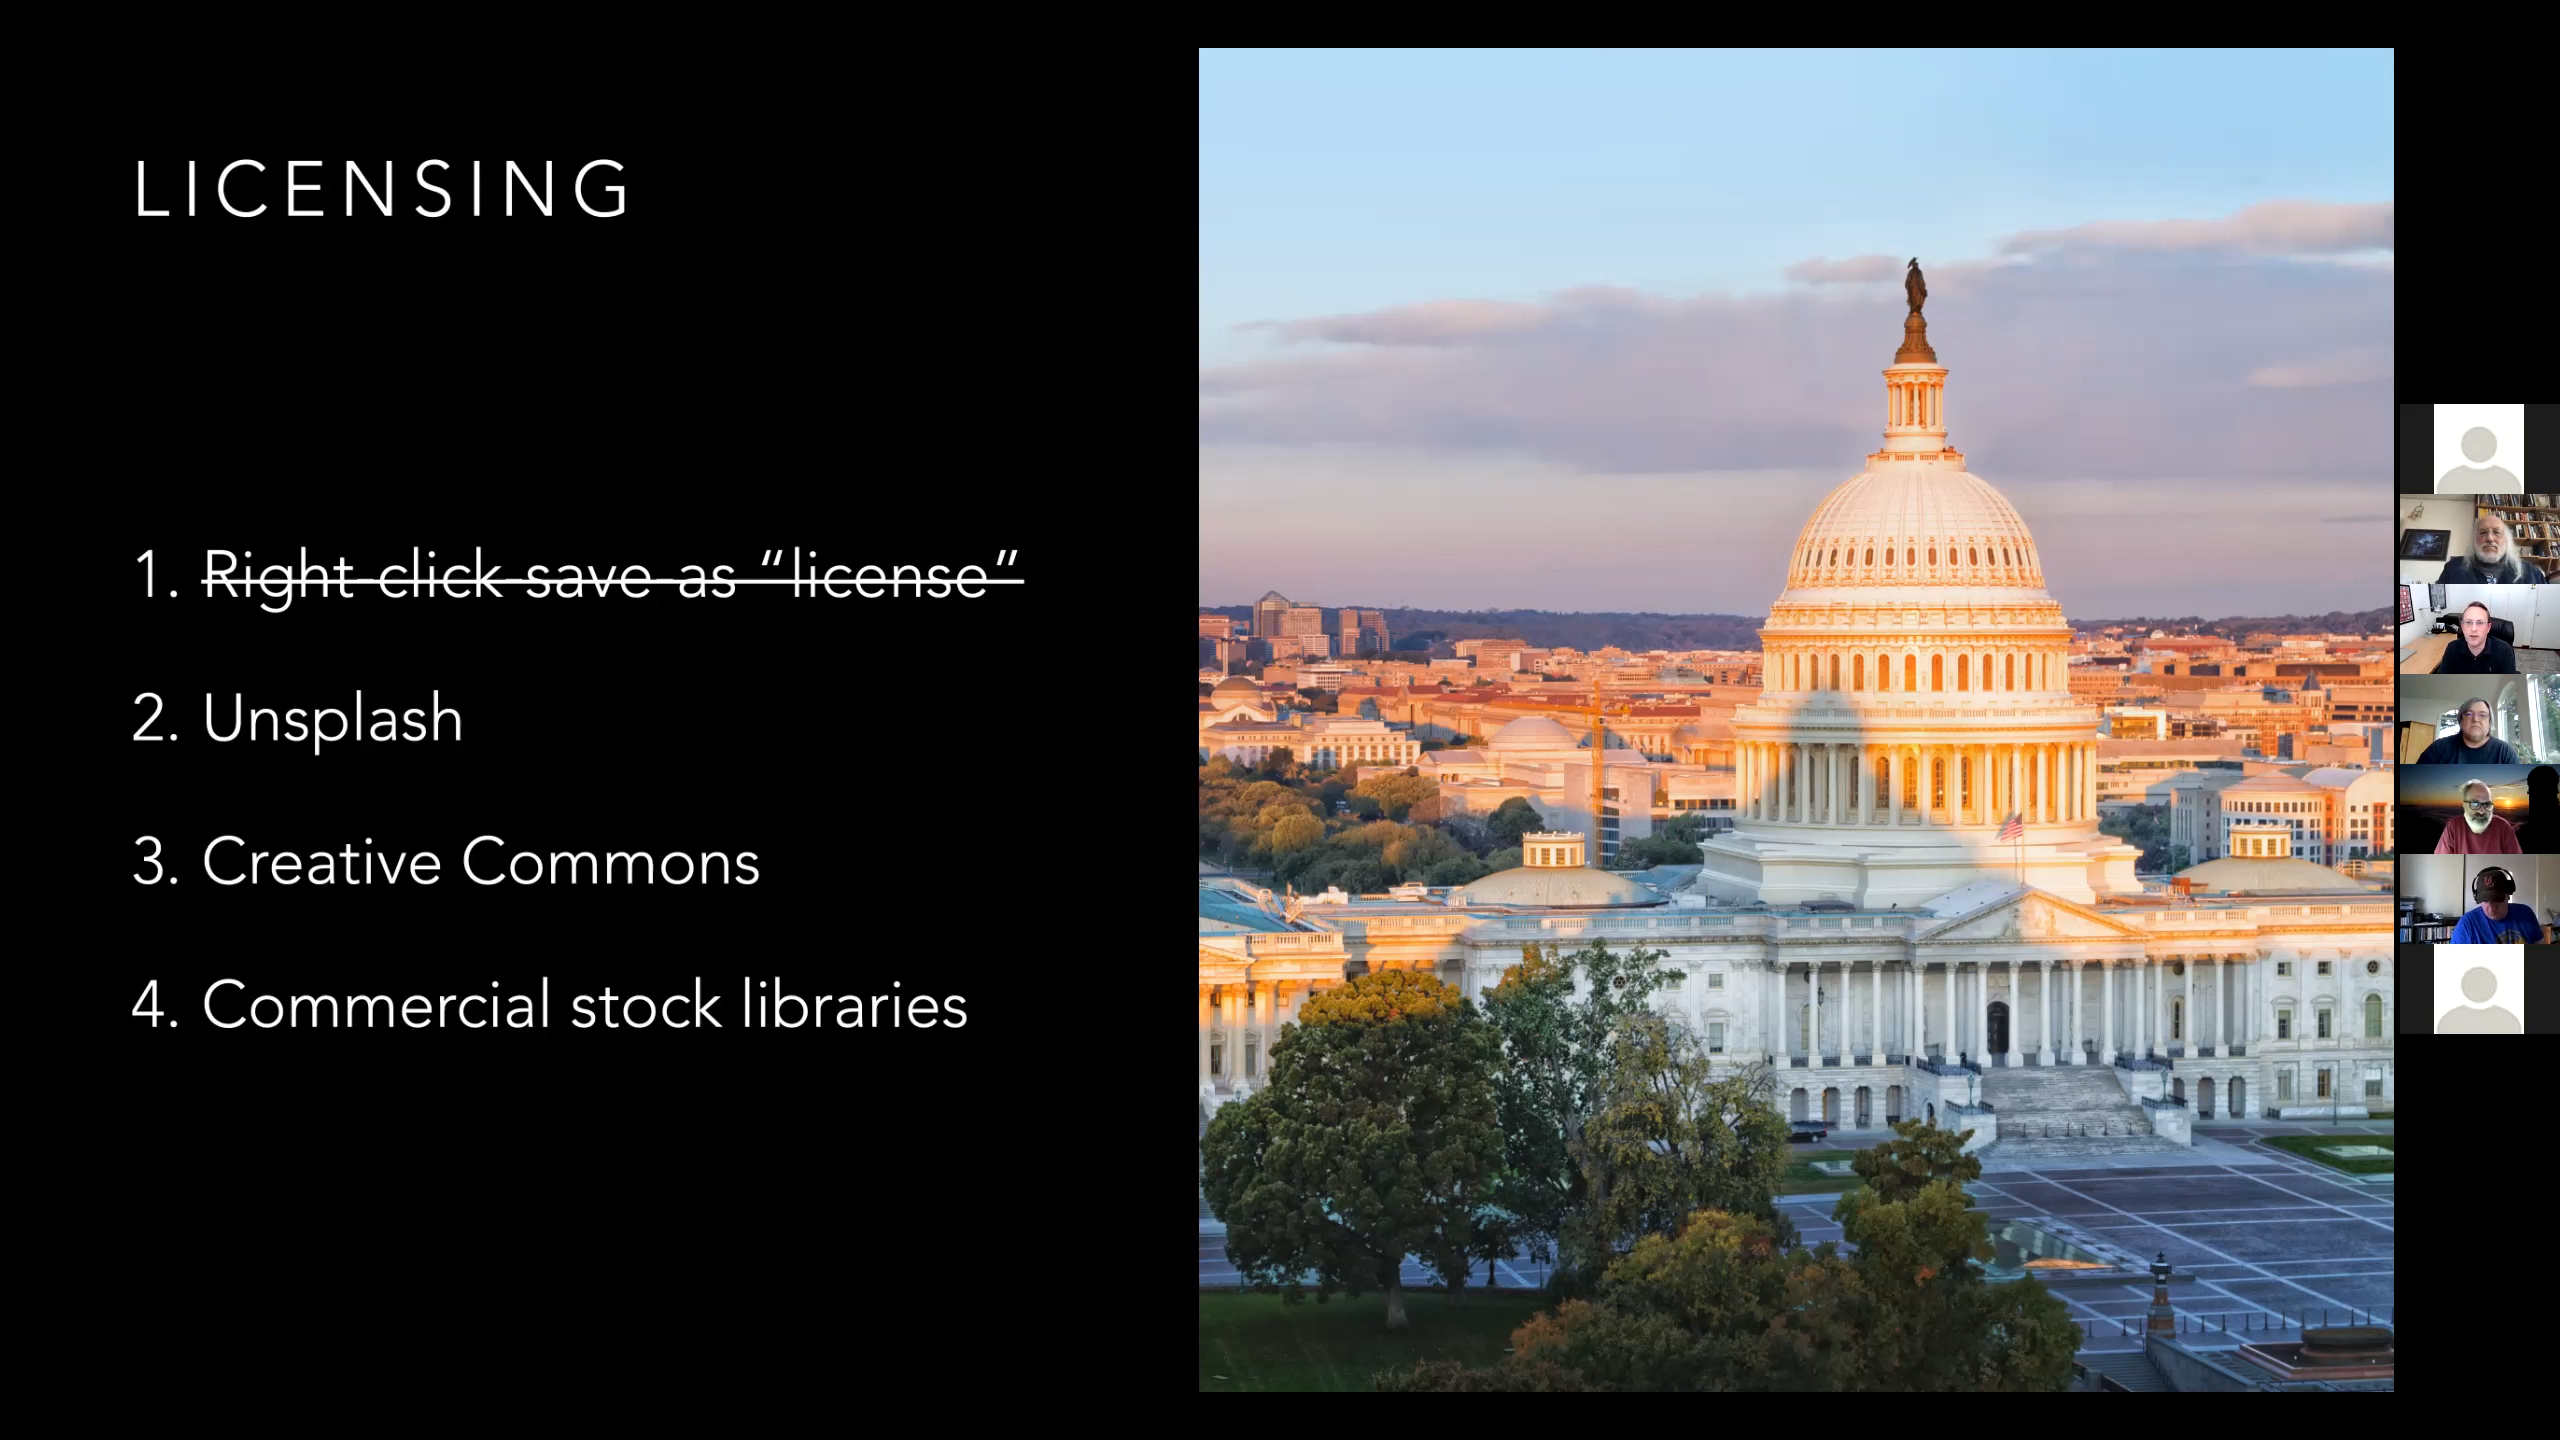 LICENSING
1. Right-click-save-as “license”
2. Unsplash
3. Creative Commons
4. Commercial stock libraries